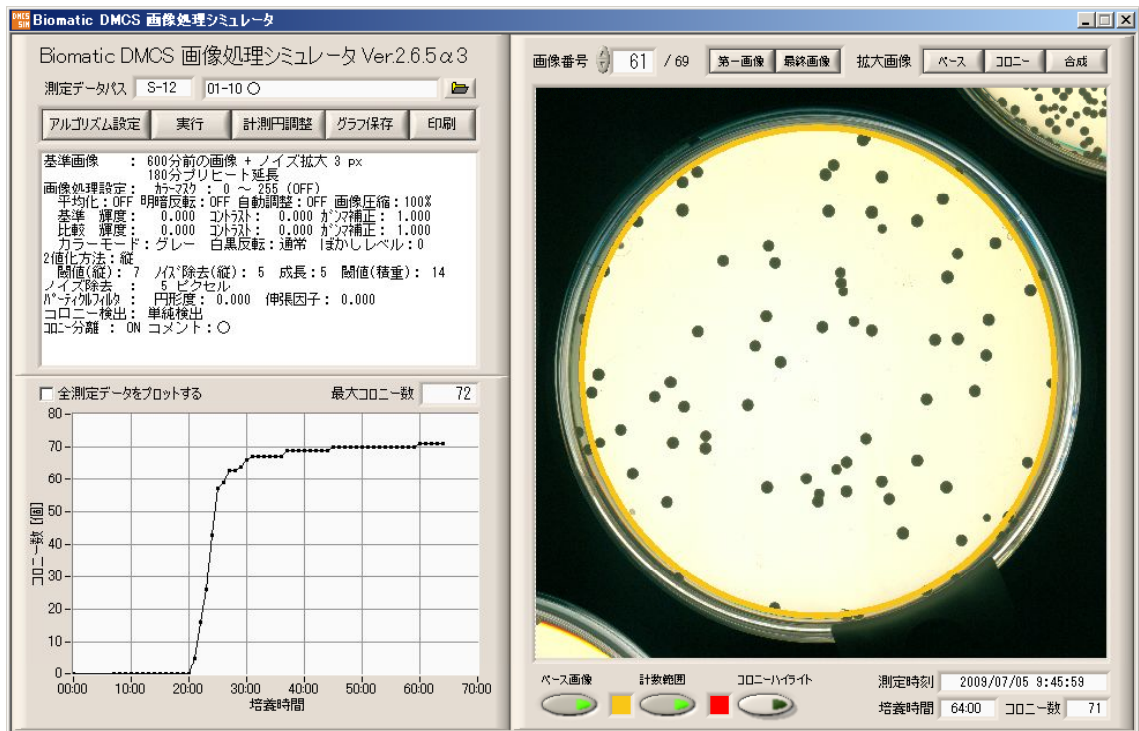 Biomatic DMCS 画像処理シミュレータ
Biomatic DMCS 画像処理シミュレータ Ver.2.6.5α3
測定データパス S-12 01-10 ○
アルゴリズム設定 実行 計測円調整 グラフ保存 印刷
基準画像 : 600分前の画像 + ノイズ拡大 3 px
180分プリヒート延長
画像処理設定: カラーマスク : 0 ～ 255 (OFF)
平均化:OFF 明暗反転:OFF 自動調整:OFF 画像圧縮:100%
基準 輝度: 0.000 コントラスト: 0.000 ガンマ補正: 1.000
比較 輝度: 0.000 コントラスト: 0.000 ガンマ補正: 1.000
カラーモード:グレー 白黒反転:通常 ぼかしレベル:0
2値化方法:縦
閾値(縦): 7 ノイズ除去(縦): 5 成長:5 閾値(積重): 14
ノイズ除去 : 5 ピクセル
パーティクルフィルタ : 円形度: 0.000 伸張因子: 0.000
コロニー検出: 単純検出
コロニー分離 : ON コメント:○
全測定データをプロットする 最大コロニー数 72
80
70
60
50
40
30
20
10
0
コロニー数 [個]
00:00 10:00 20:00 30:00 40:00 50:00 60:00 70:00
培養時間
画像番号 61 / 69 第一画像 最終画像 拡大画像 ベース コロニー 合成
ベース画像 計数範囲 コロニーハイライト
測定時刻 2009/07/05 9:45:59
培養時間 64:00 コロニー数 71